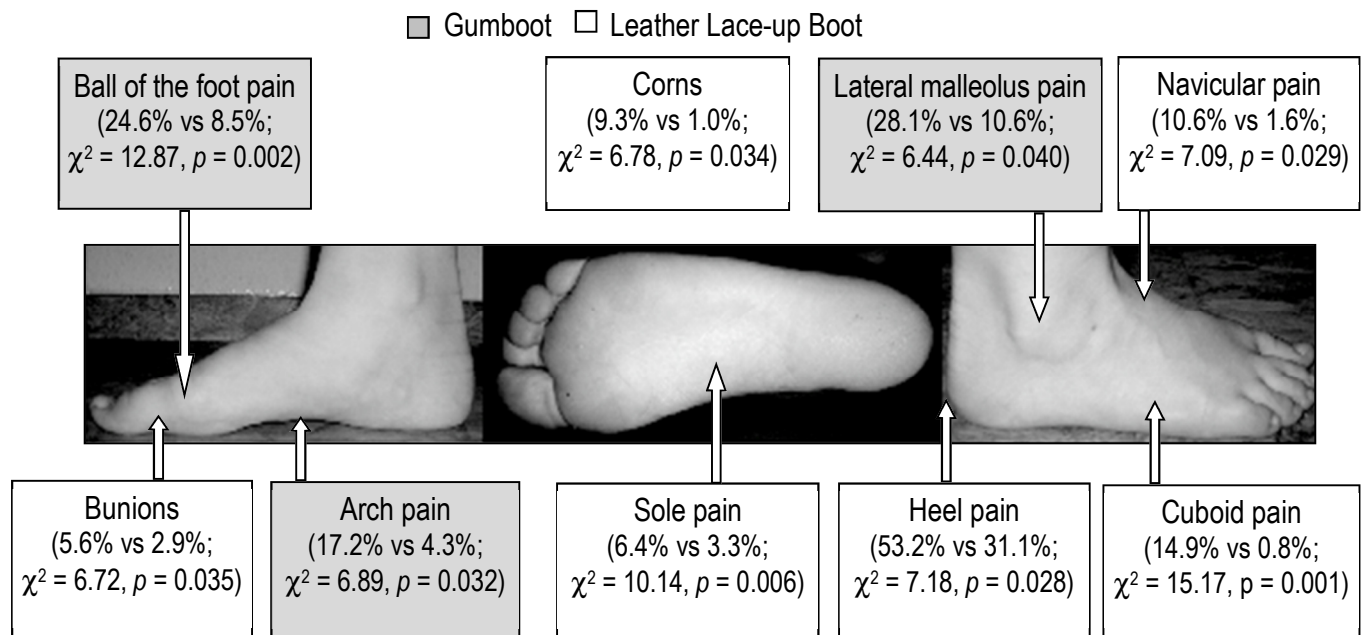 Gumboot Leather Lace-up Boot
Ball of the foot pain
(24.6% vs 8.5%;
χ² = 12.87, p = 0.002)
Corns
(9.3% vs 1.0%;
χ² = 6.78, p = 0.034)
Lateral malleolus pain
(28.1% vs 10.6%;
χ² = 6.44, p = 0.040)
Navicular pain
(10.6% vs 1.6%;
χ² = 7.09, p = 0.029)
Bunions
(5.6% vs 2.9%;
χ² = 6.72, p = 0.035)
Arch pain
(17.2% vs 4.3%;
χ² = 6.89, p = 0.032)
Sole pain
(6.4% vs 3.3%;
χ² = 10.14, p = 0.006)
Heel pain
(53.2% vs 31.1%;
χ² = 7.18, p = 0.028)
Cuboid pain
(14.9% vs 0.8%;
χ² = 15.17, p = 0.001)